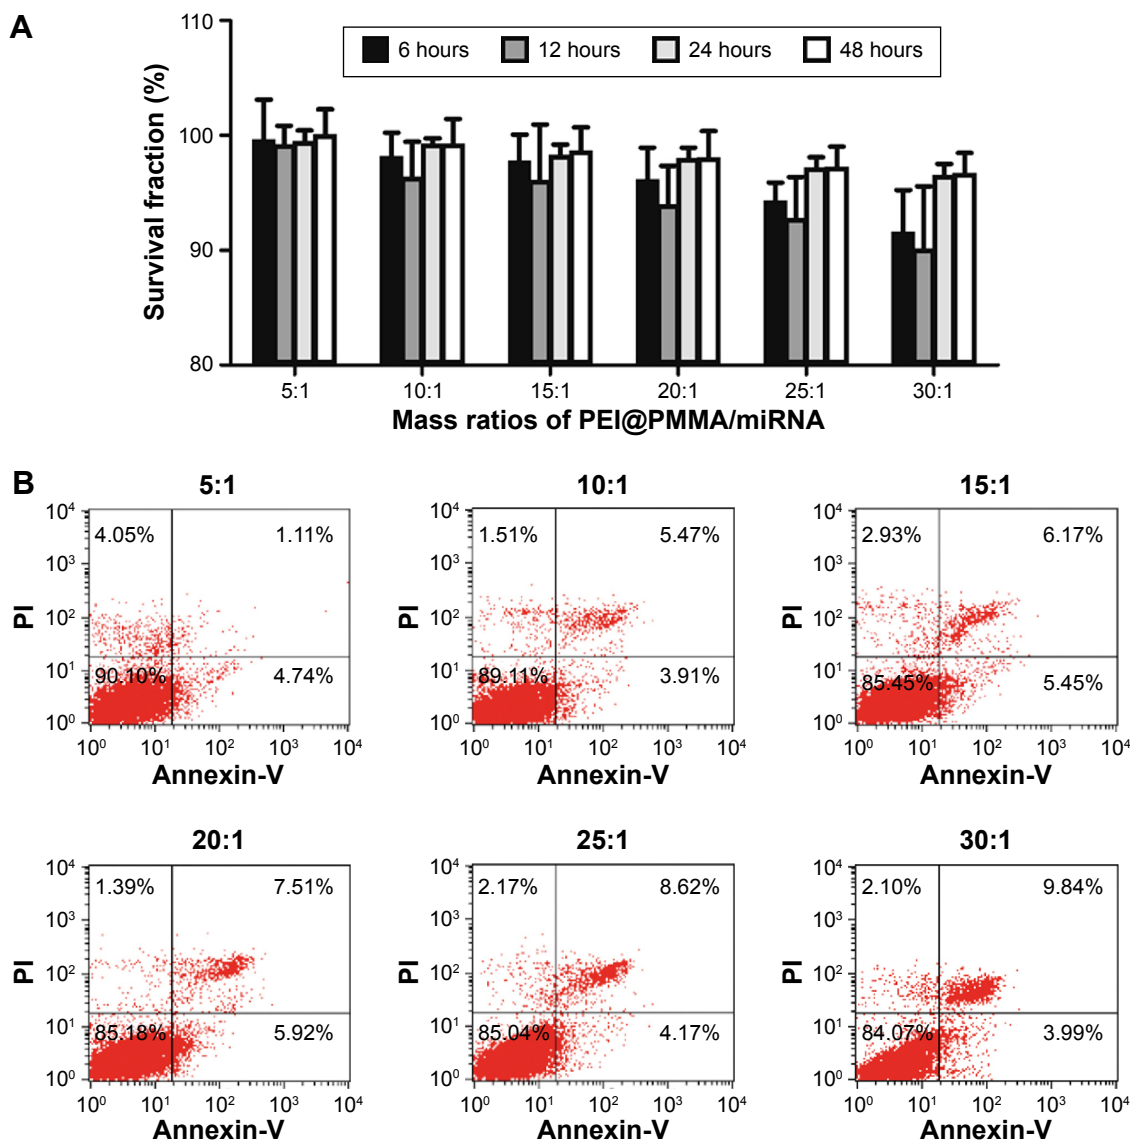 A
110
100
90
80
Survival fraction (%)
6 hours 12 hours 24 hours 48 hours
5:1 10:1 15:1 20:1 25:1 30:1
Mass ratios of PEI@PMMA/miRNA
B
5:1
10⁴
10³
10²
10¹
10⁰
PI
4.05% 1.11%
90.10% 4.74%
10⁰ 10¹ 10² 10³ 10⁴
Annexin-V
10:1
10⁴
10³
10²
10¹
10⁰
PI
1.51% 5.47%
89.11% 3.91%
10⁰ 10¹ 10² 10³ 10⁴
Annexin-V
15:1
10⁴
10³
10²
10¹
10⁰
PI
2.93% 6.17%
85.45% 5.45%
10⁰ 10¹ 10² 10³ 10⁴
Annexin-V
20:1
10⁴
10³
10²
10¹
10⁰
PI
1.39% 7.51%
85.18% 5.92%
10⁰ 10¹ 10² 10³ 10⁴
Annexin-V
25:1
10⁴
10³
10²
10¹
10⁰
PI
2.17% 8.62%
85.04% 4.17%
10⁰ 10¹ 10² 10³ 10⁴
Annexin-V
30:1
10⁴
10³
10²
10¹
10⁰
PI
2.10% 9.84%
84.07% 3.99%
10⁰ 10¹ 10² 10³ 10⁴
Annexin-V